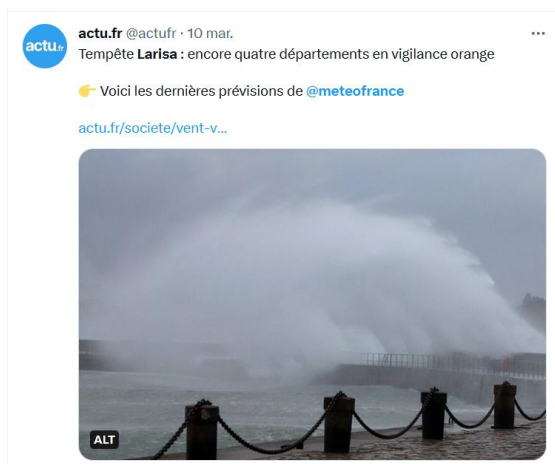 actu.fr
actu.fr @actufr · 10 mar.
Tempête Larisa : encore quatre départements en vigilance orange
👉 Voici les dernières prévisions de @meteofrance
actu.fr/societe/vent-v...
ALT